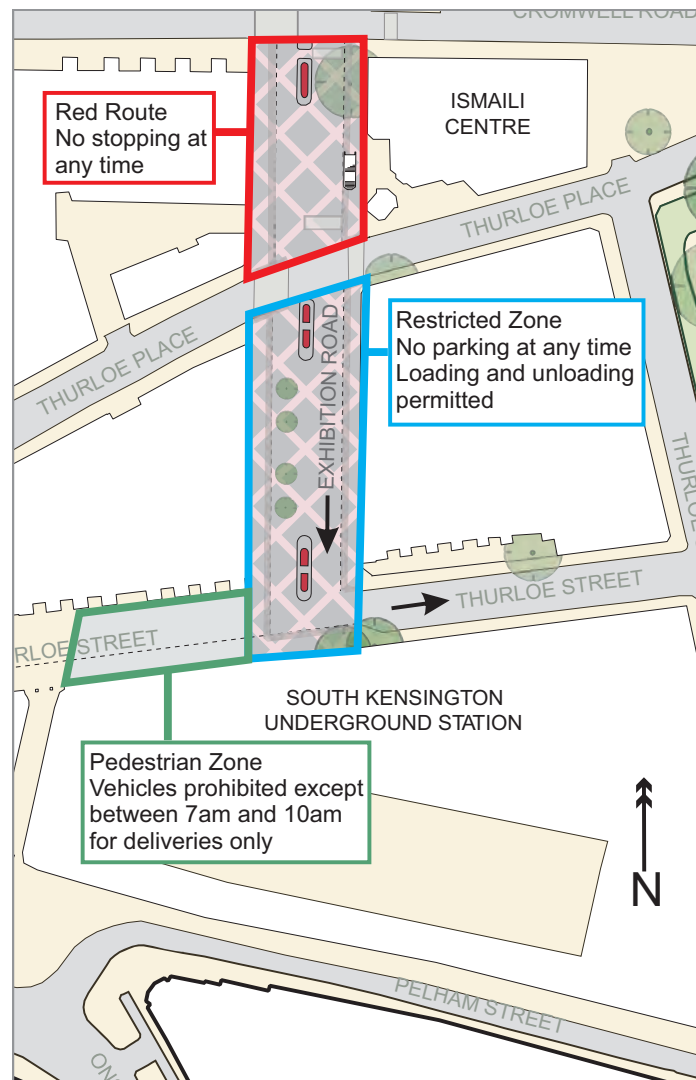 CROMWELL ROAD
Red Route
No stopping at
any time
ISMAILI
CENTRE
THURLOE PLACE
Restricted Zone
No parking at any time
Loading and unloading
permitted
EXHIBITION ROAD
THURLOE PLACE
THURLO
THURLOE STREET
RLOE STREET
SOUTH KENSINGTON
UNDERGROUND STATION
Pedestrian Zone
Vehicles prohibited except
between 7am and 10am
for deliveries only
N
PELHAM STREET
ON